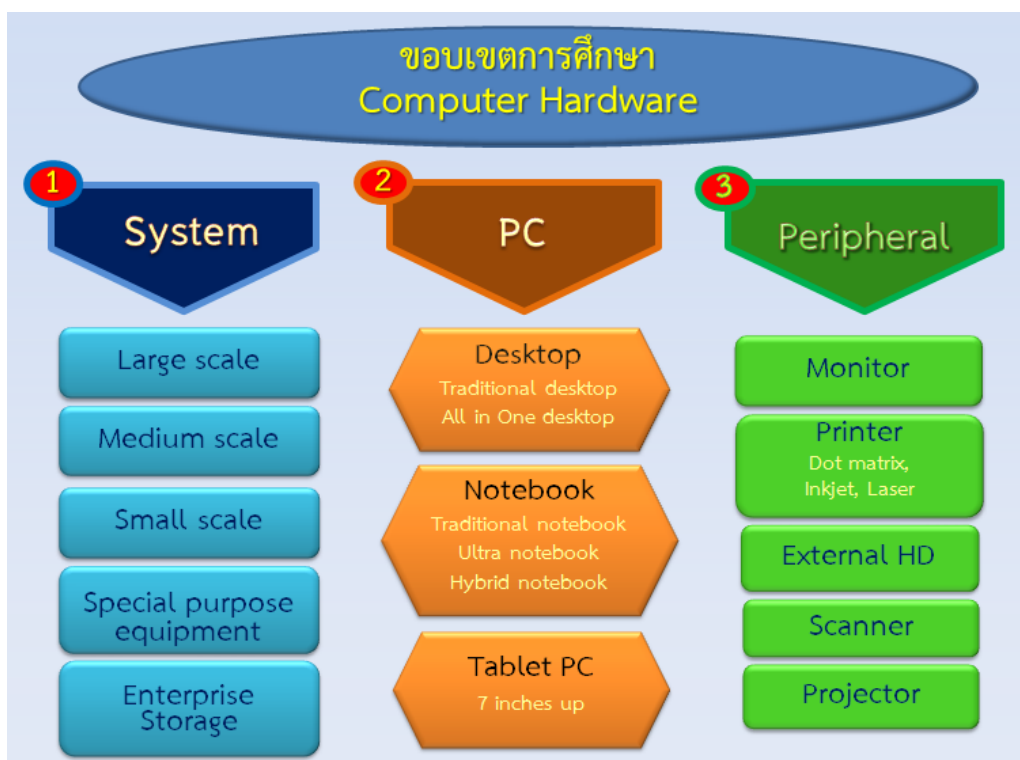 ขอบเขตการศึกษา
Computer Hardware
1
System
Large scale
Medium scale
Small scale
Special purpose
equipment
Enterprise
Storage
2
PC
Desktop
Traditional desktop
All in One desktop
Notebook
Traditional notebook
Ultra notebook
Hybrid notebook
Tablet PC
7 inches up
3
Peripheral
Monitor
Printer
Dot matrix,
Inkjet, Laser
External HD
Scanner
Projector